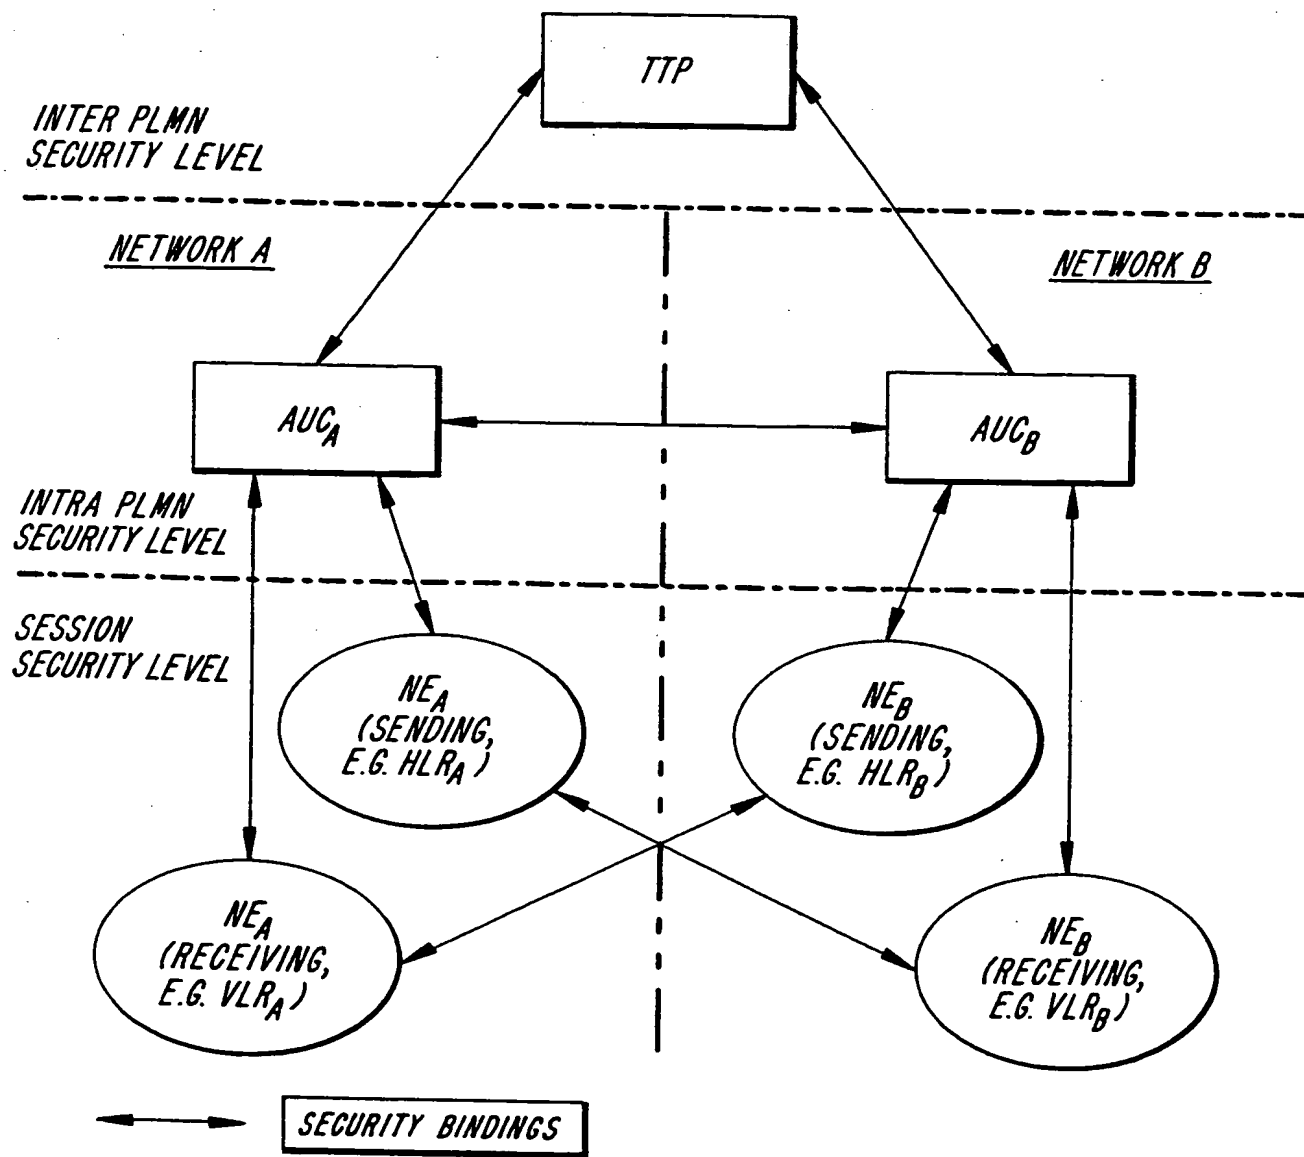 TTP
INTER PLMN
SECURITY LEVEL
NETWORK A
NETWORK B
AUC_A
AUC_B
INTRA PLMN
SECURITY LEVEL
SESSION
SECURITY LEVEL
NE_A
(SENDING,
E.G. HLR_A)
NE_B
(SENDING,
E.G. HLR_B)
NE_A
(RECEIVING,
E.G. VLR_A)
NE_B
(RECEIVING,
E.G. VLR_B)
SECURITY BINDINGS